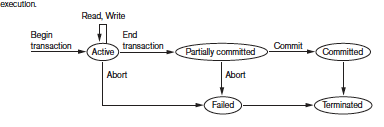 execution.
Read, Write
Begin
transaction
End
transaction
Active
Partially committed
Commit
Committed
Abort
Abort
Failed
Terminated